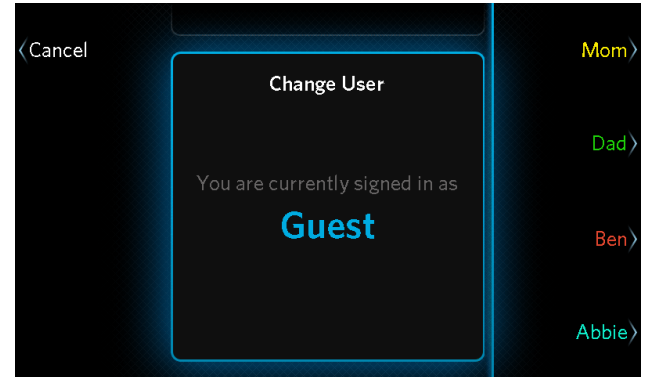 Cancel
Change User
You are currently signed in as
Guest
Mom
Dad
Ben
Abbie